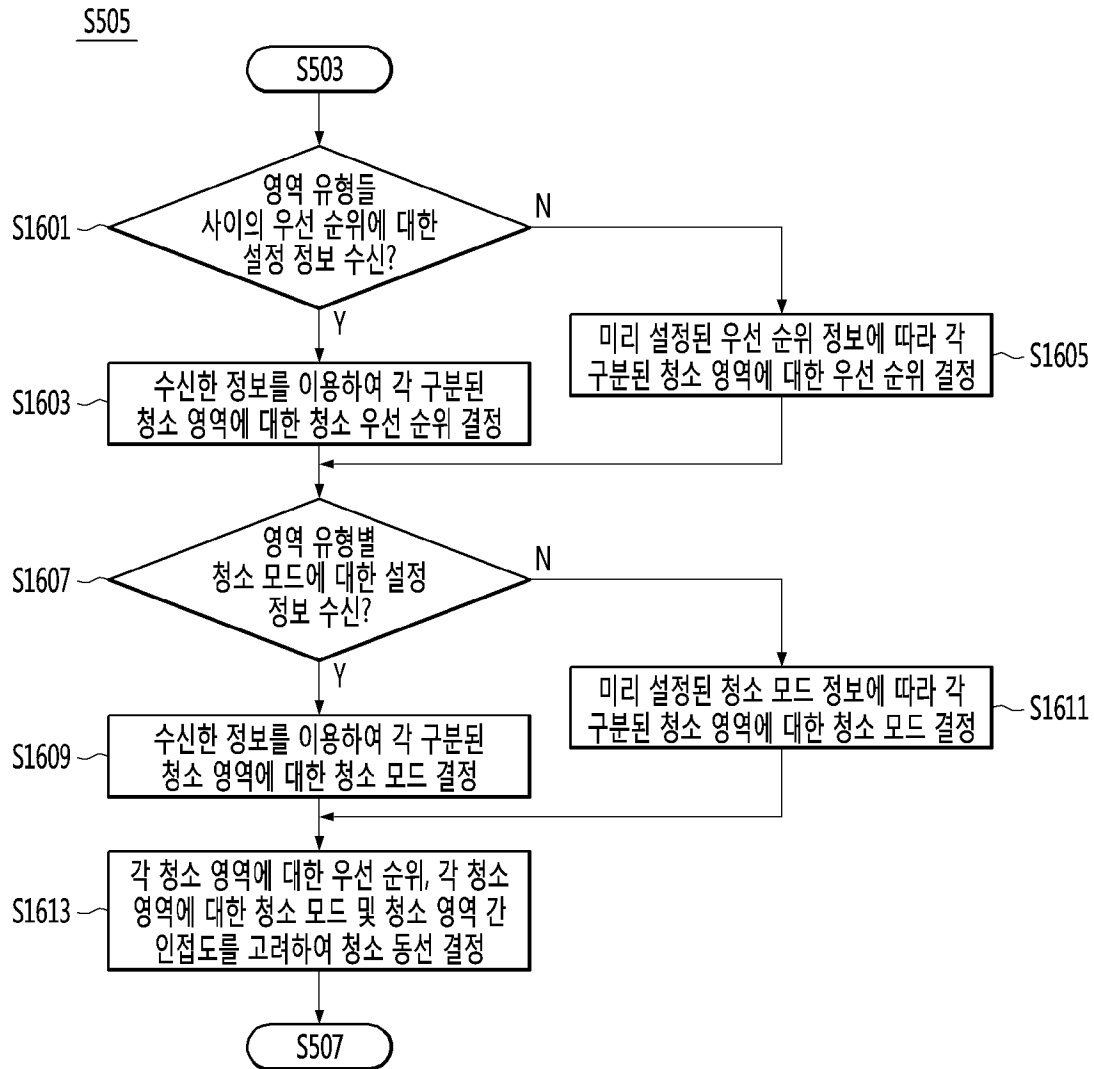 S505
S503
영역 유형들
사이의 우선 순위에 대한
설정 정보 수신?
S1601
N
Y
미리 설정된 우선 순위 정보에 따라 각
구분된 청소 영역에 대한 우선 순위 결정
S1605
수신한 정보를 이용하여 각 구분된
청소 영역에 대한 청소 우선 순위 결정
S1603
영역 유형별
청소 모드에 대한 설정
정보 수신?
S1607
N
Y
미리 설정된 청소 모드 정보에 따라 각
구분된 청소 영역에 대한 청소 모드 결정
S1611
수신한 정보를 이용하여 각 구분된
청소 영역에 대한 청소 모드 결정
S1609
각 청소 영역에 대한 우선 순위, 각 청소
영역에 대한 청소 모드 및 청소 영역 간
인접도를 고려하여 청소 동선 결정
S1613
S507